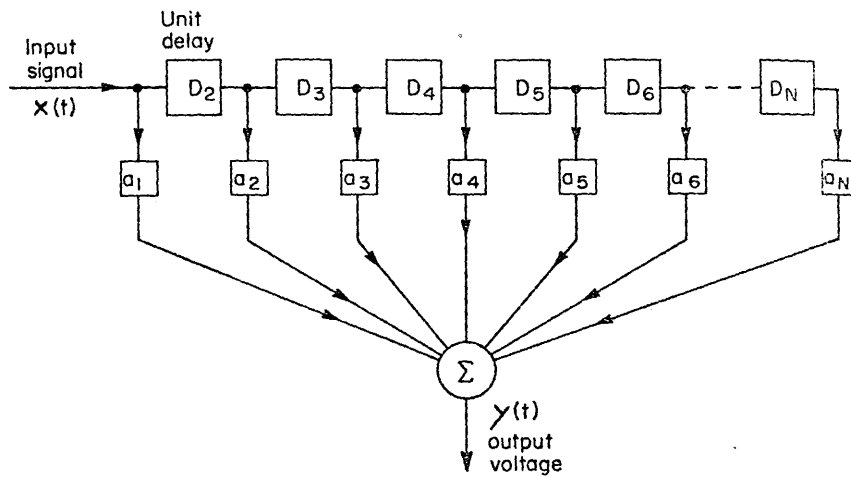 Unit
delay
Input
signal
x(t)
D2 D3 D4 D5 D6 DN
a1 a2 a3 a4 a5 a6 aN
Σ
y(t)
output
voltage